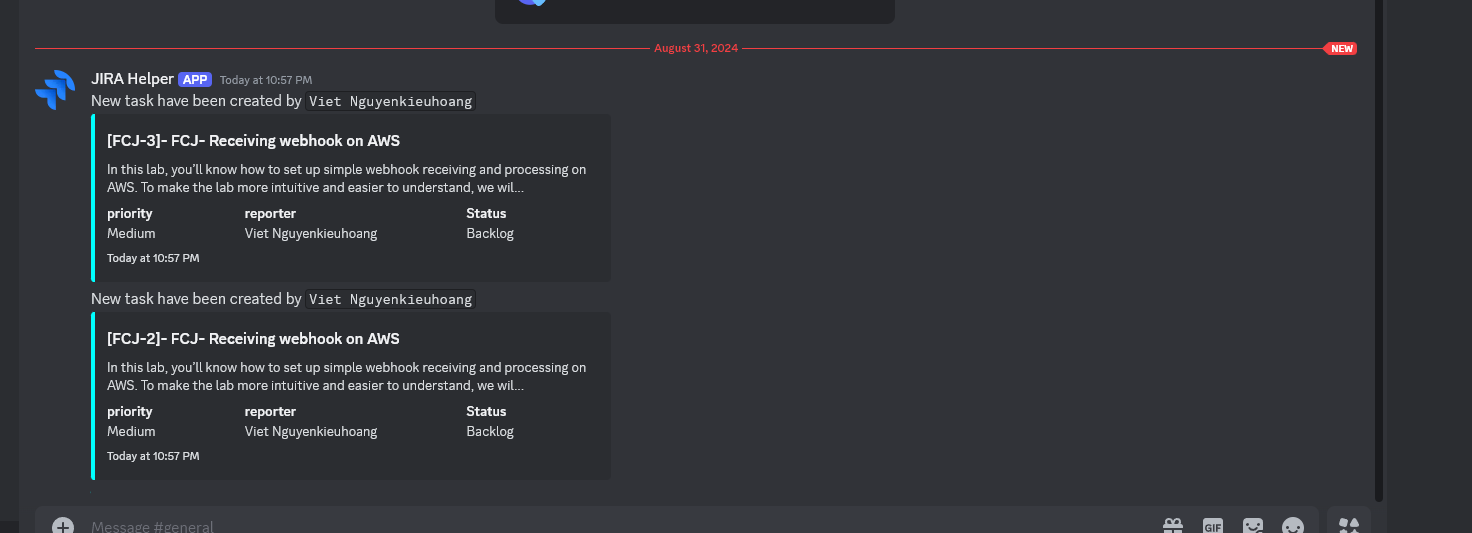 August 31, 2024 NEW
JIRA Helper APP Today at 10:57 PM
New task have been created by Viet Nguyenkieuhoang
[FCJ-3]- FCJ- Receiving webhook on AWS
In this lab, you’ll know how to set up simple webhook receiving and processing on
AWS. To make the lab more intuitive and easier to understand, we wil...
priority reporter Status
Medium Viet Nguyenkieuhoang Backlog
Today at 10:57 PM
New task have been created by Viet Nguyenkieuhoang
[FCJ-2]- FCJ- Receiving webhook on AWS
In this lab, you’ll know how to set up simple webhook receiving and processing on
AWS. To make the lab more intuitive and easier to understand, we wil...
priority reporter Status
Medium Viet Nguyenkieuhoang Backlog
Today at 10:57 PM
Message #general GIF